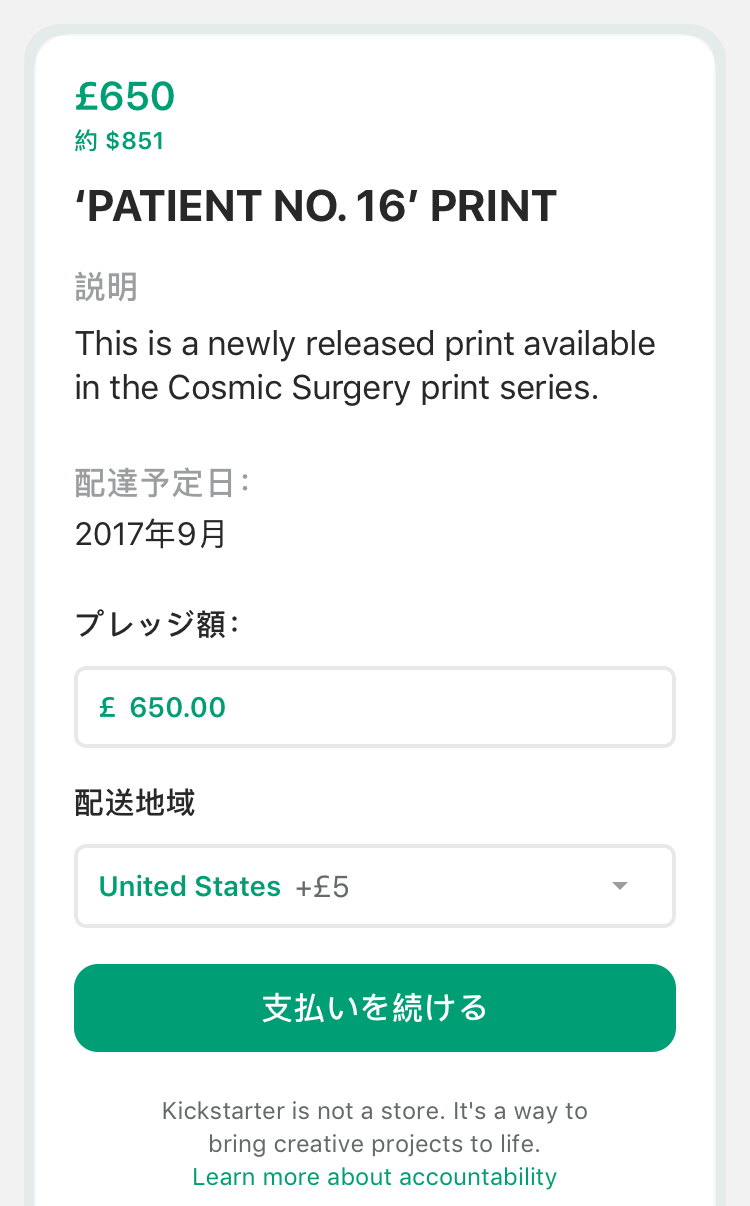 £650
約 $851
‘PATIENT NO. 16’ PRINT
説明
This is a newly released print available
in the Cosmic Surgery print series.
配達予定日:
2017年9月
プレッジ額:
£ 650.00
配送地域
United States +£5
支払いを続ける
Kickstarter is not a store. It's a way to
bring creative projects to life.
Learn more about accountability